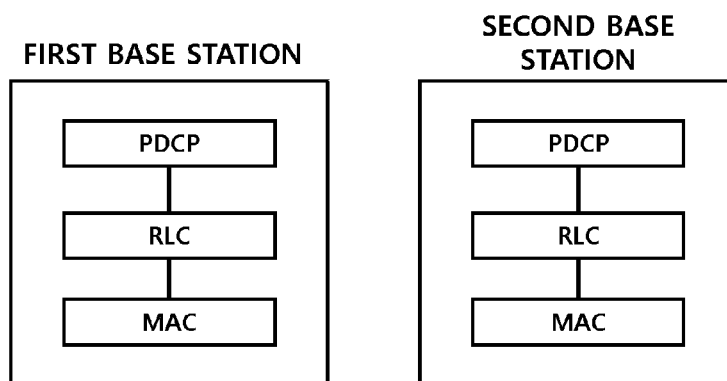 FIRST BASE STATION
PDCP
RLC
MAC
SECOND BASE
STATION
PDCP
RLC
MAC